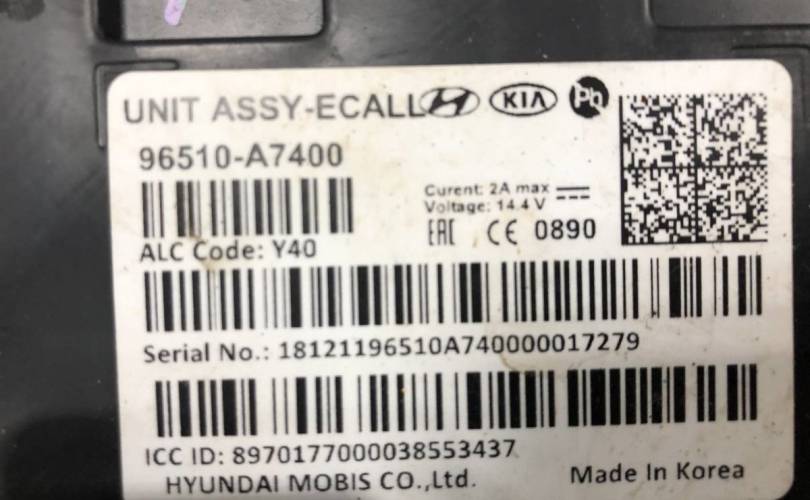 UNIT ASSY-ECALL KIA Pb
96510-A7400
Curent: 2A max
Voltage: 14.4 V
EAC CE 0890
ALC Code: Y40
Serial No.: 18121196510A740000017279
ICC ID: 8970177000038553437
HYUNDAI MOBIS CO.,Ltd. Made In Korea